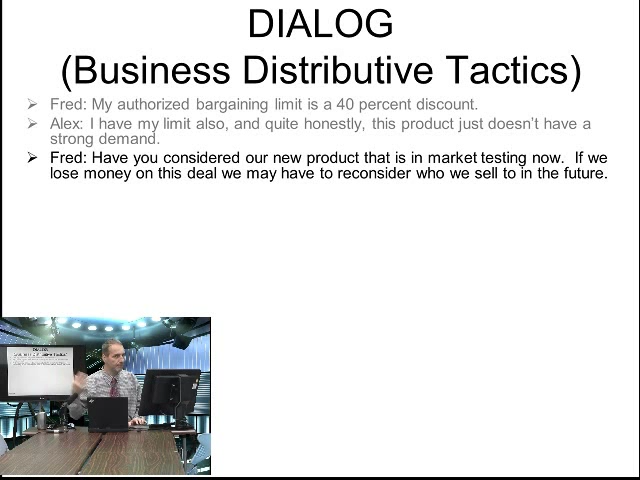 DIALOG
(Business Distributive Tactics)
Fred: My authorized bargaining limit is a 40 percent discount.
Alex: I have my limit also, and quite honestly, this product just doesn't have a
strong demand.
Fred: Have you considered our new product that is in market testing now.  If we
lose money on this deal we may have to reconsider who we sell to in the future.